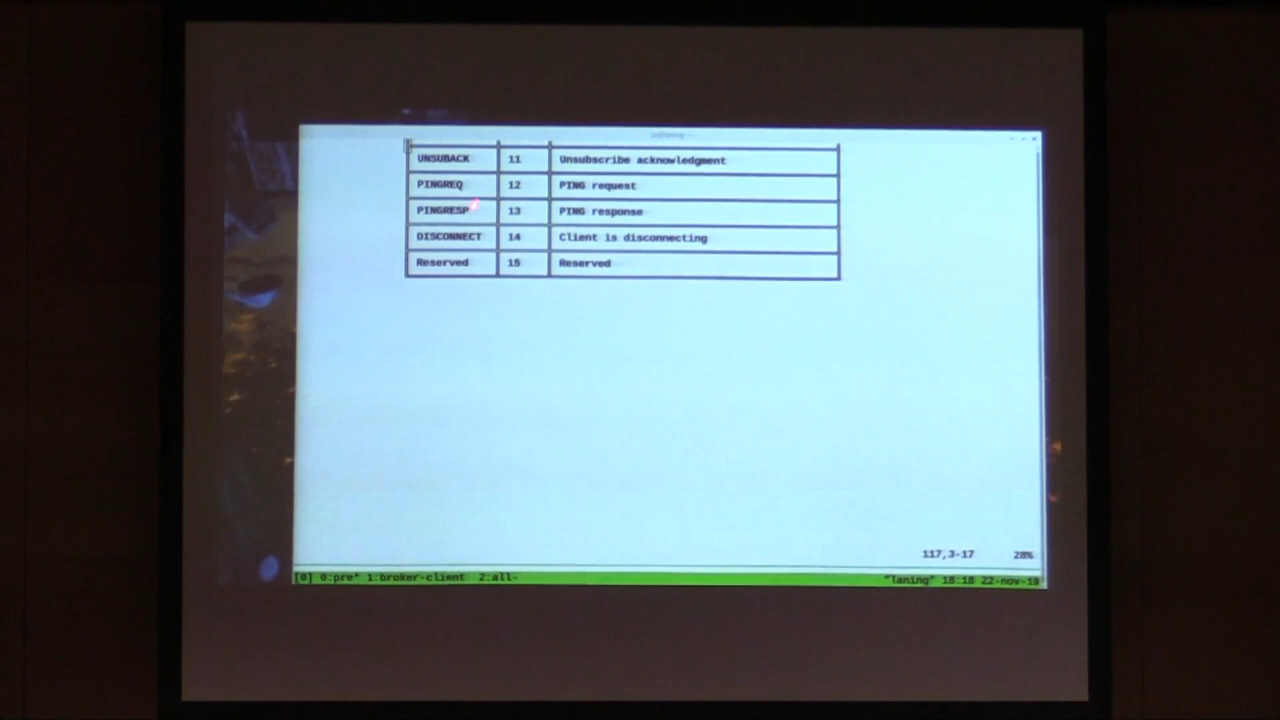 UNSUBACK 11 Unsubscribe acknowledgment
PINGREQ 12 PING request
PINGRESP 13 PING response
DISCONNECT 14 Client is disconnecting
Reserved 15 Reserved
117,3-17 28%
[0] 0:pre* 1:broker-client 2:all- "laning" 18:18 22-nov-19